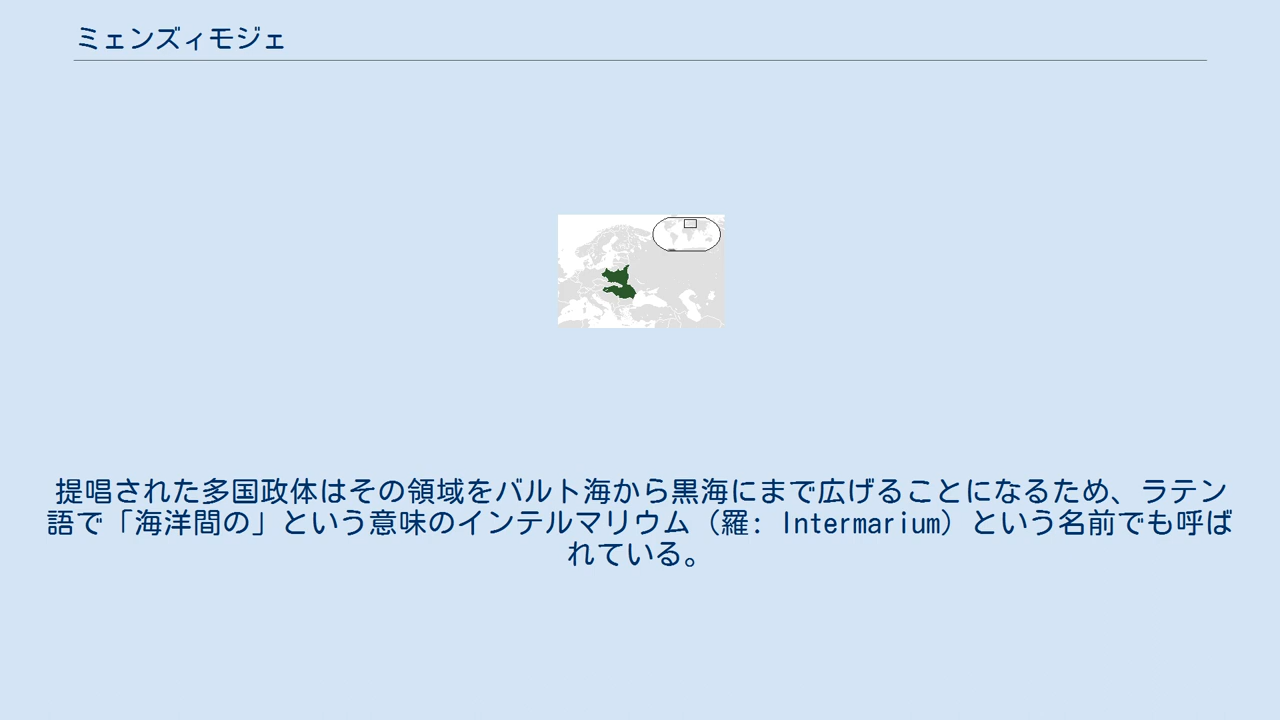 ミェンズィモジェ
提唱された多国政体はその領域をバルト海から黒海にまで広げることになるため、ラテン
語で「海洋間の」という意味のインテルマリウム（羅: Intermarium）という名前でも呼ば
れている。